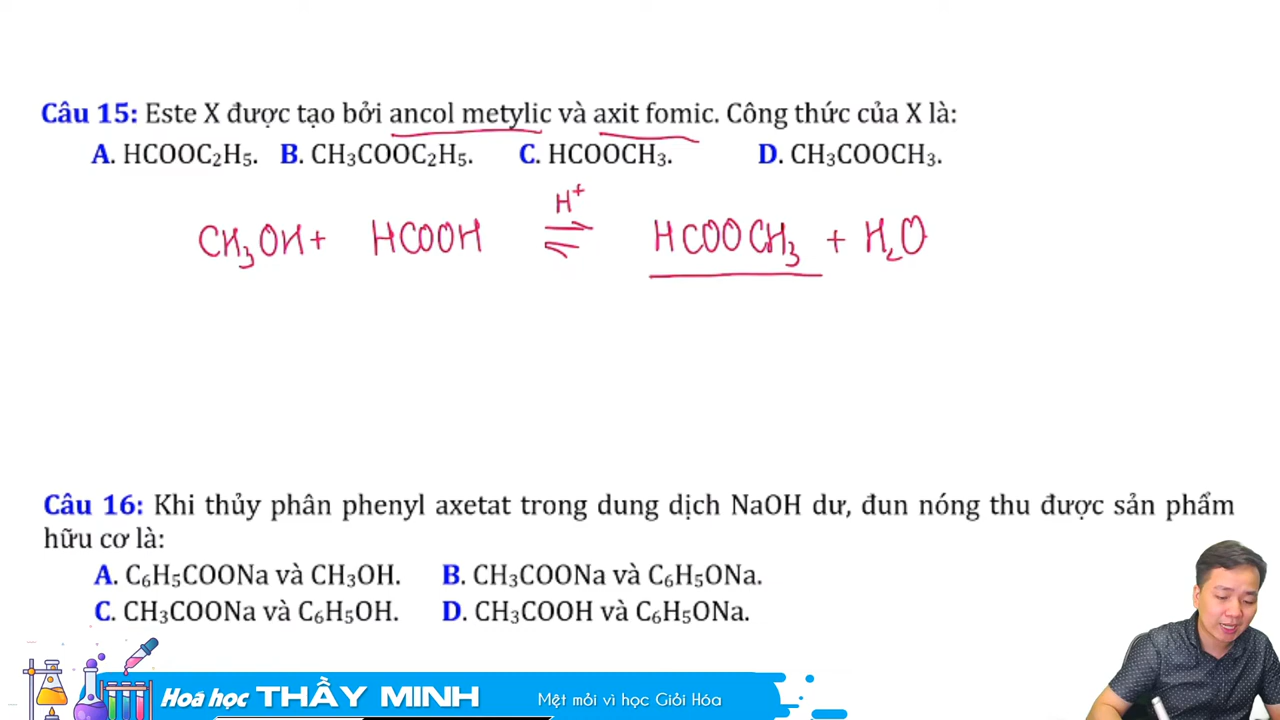 Câu 15: Este X được tạo bởi ancol metylic và axit fomic. Công thức của X là:
A. HCOOC₂H₅. B. CH₃COOC₂H₅. C. HCOOCH₃. D. CH₃COOCH₃.
H⁺
CH₃OH + HCOOH ⇌ HCOOCH₃ + H₂O
Câu 16: Khi thủy phân phenyl axetat trong dung dịch NaOH dư, đun nóng thu được sản phẩm
hữu cơ là:
A. C₆H₅COONa và CH₃OH. B. CH₃COONa và C₆H₅ONa.
C. CH₃COONa và C₆H₅OH. D. CH₃COOH và C₆H₅ONa.
Hoá học THẦY MINH Mệt mỏi vì học Giỏi Hóa